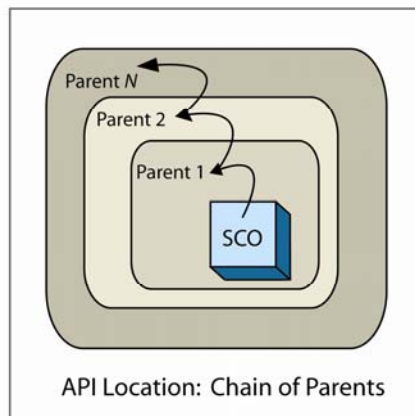 Parent N
Parent 2
Parent 1
SCO
API Location: Chain of Parents